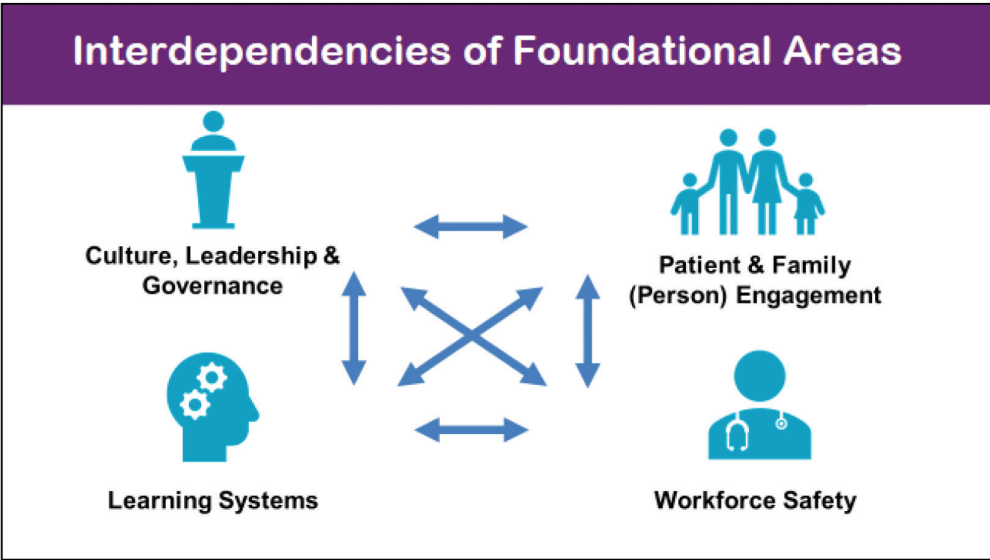 Interdependencies of Foundational Areas
Culture, Leadership &
Governance
Patient & Family
(Person) Engagement
Learning Systems
Workforce Safety